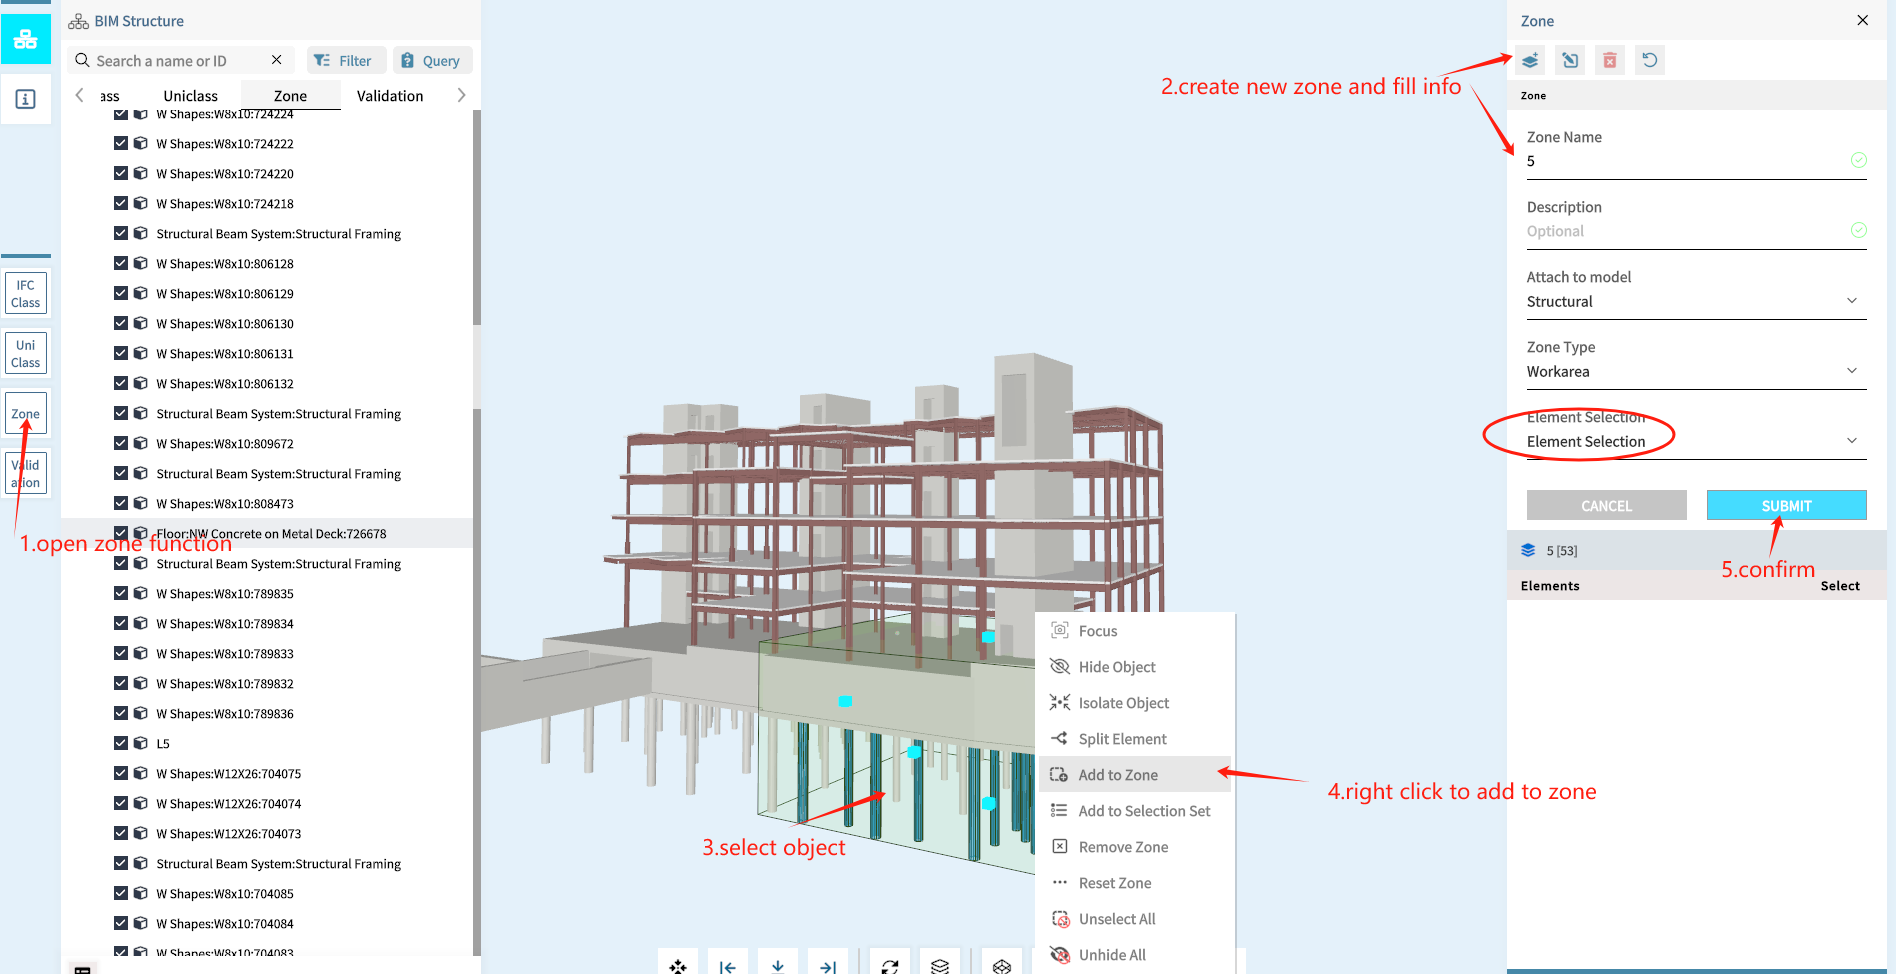 BIM Structure
Search a name or ID
Filter
Query
ass
Uniclass
Zone
Validation
W Shapes:W8x10:724224
W Shapes:W8x10:724222
W Shapes:W8x10:724220
W Shapes:W8x10:724218
Structural Beam System:Structural Framing
W Shapes:W8x10:806128
W Shapes:W8x10:806129
W Shapes:W8x10:806130
W Shapes:W8x10:806131
W Shapes:W8x10:806132
Structural Beam System:Structural Framing
W Shapes:W8x10:809672
Structural Beam System:Structural Framing
W Shapes:W8x10:808473
Floor:NW Concrete on Metal Deck:726678
Structural Beam System:Structural Framing
W Shapes:W8x10:789835
W Shapes:W8x10:789834
W Shapes:W8x10:789833
W Shapes:W8x10:789832
W Shapes:W8x10:789836
L5
W Shapes:W12X26:704075
W Shapes:W12X26:704074
W Shapes:W12X26:704073
Structural Beam System:Structural Framing
W Shapes:W8x10:704085
W Shapes:W8x10:704084
W Shapes:W8x10:704083
IFC
Class
Uni
Class
Zone
Valid
ation
1.open zone function
2.create new zone and fill info
3.select object
4.right click to add to zone
5.confirm
Focus
Hide Object
Isolate Object
Split Element
Add to Zone
Add to Selection Set
Remove Zone
Reset Zone
Unselect All
Unhide All
Zone
Zone
Zone Name
5
Description
Optional
Attach to model
Structural
Zone Type
Workarea
Element Selection
Element Selection
CANCEL
SUBMIT
5 [53]
Elements
Select